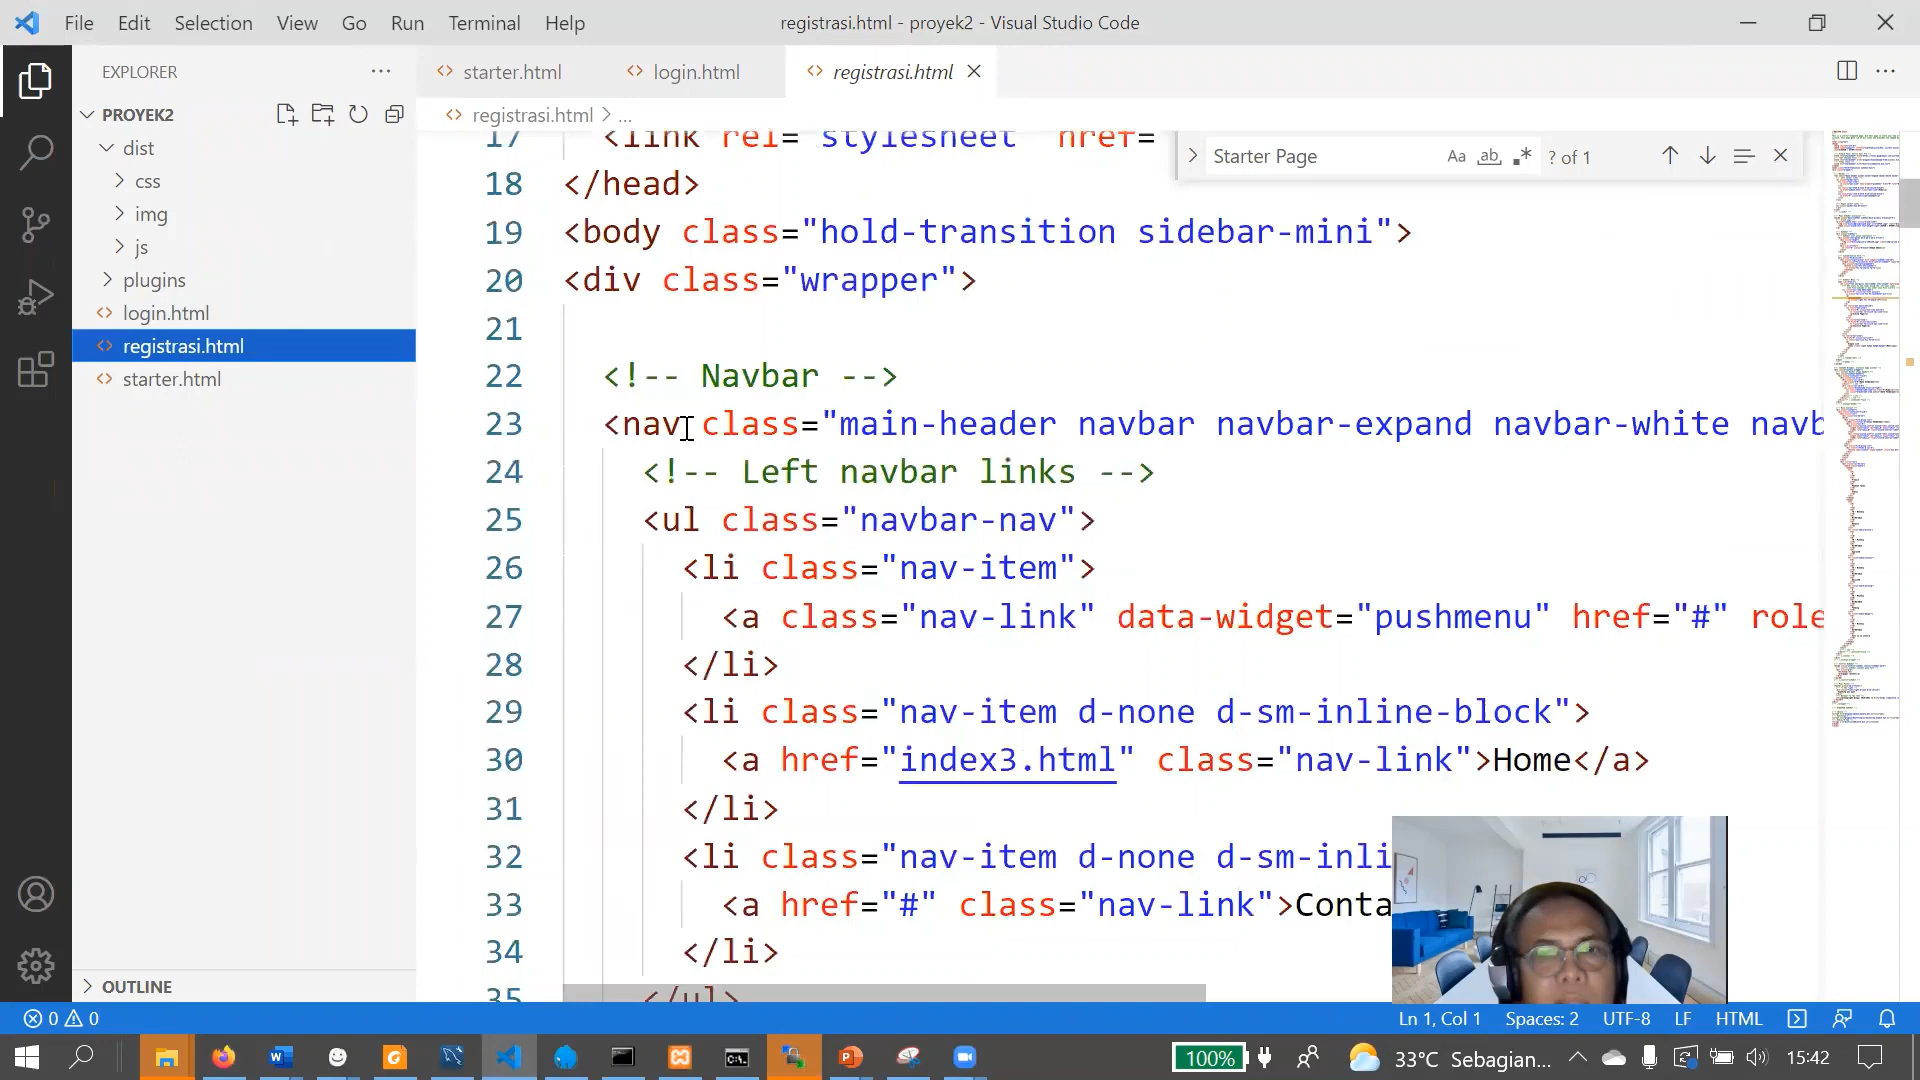 File Edit Selection View Go Run Terminal Help
registrasi.html - proyek2 - Visual Studio Code
EXPLORER
PROYEK2
dist
css
img
js
plugins
login.html
registrasi.html
starter.html
OUTLINE
starter.html
login.html
registrasi.html
registrasi.html > ...
Starter Page
Aa ab
? of 1
17 <link rel="stylesheet" href=
18 </head>
19 <body class="hold-transition sidebar-mini">
20 <div class="wrapper">
21
22 <!-- Navbar -->
23 <nav class="main-header navbar navbar-expand navbar-white navb
24 <!-- Left navbar links -->
25 <ul class="navbar-nav">
26 <li class="nav-item">
27 <a class="nav-link" data-widget="pushmenu" href="#" role
28 </li>
29 <li class="nav-item d-none d-sm-inline-block">
30 <a href="index3.html" class="nav-link">Home</a>
31 </li>
32 <li class="nav-item d-none d-sm-inli
33 <a href="#" class="nav-link">Conta
34 </li>
35 </ul>
0 0
Ln 1, Col 1 Spaces: 2 UTF-8 LF HTML
100% 33°C Sebagian... 15:42